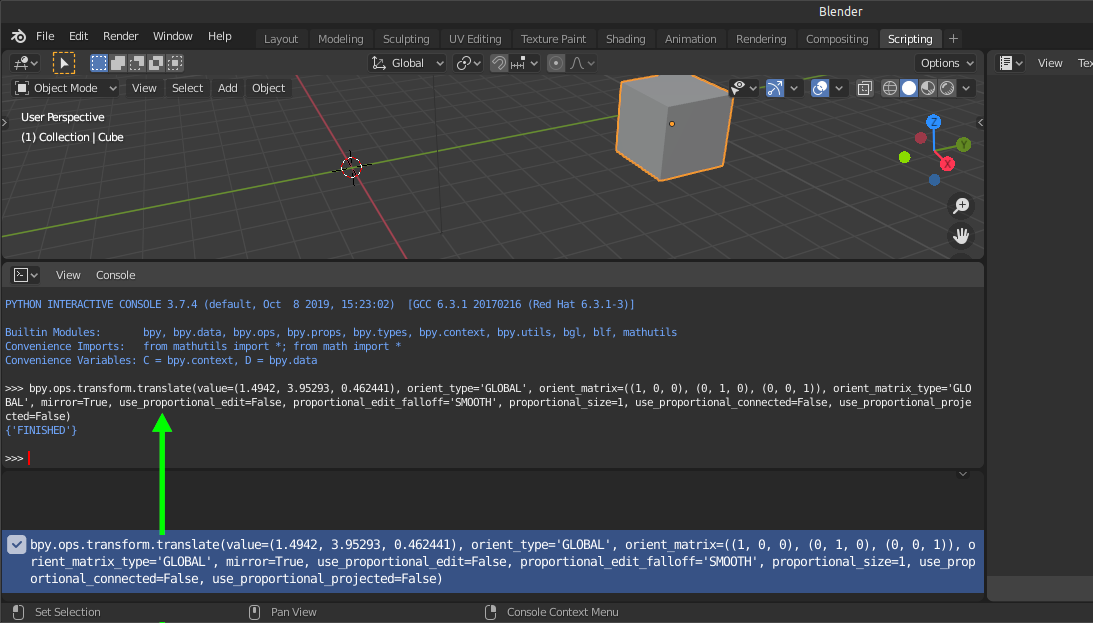 Blender
File Edit Render Window Help Layout Modeling Sculpting UV Editing Texture Paint Shading Animation Rendering Compositing Scripting +
Global Options View Tex
Object Mode View Select Add Object
User Perspective
(1) Collection | Cube
Z
Y
X
View Console
PYTHON INTERACTIVE CONSOLE 3.7.4 (default, Oct  8 2019, 15:23:02)  [GCC 6.3.1 20170216 (Red Hat 6.3.1-3)]
Builtin Modules:       bpy, bpy.data, bpy.ops, bpy.props, bpy.types, bpy.context, bpy.utils, bgl, blf, mathutils
Convenience Imports:   from mathutils import *; from math import *
Convenience Variables: C = bpy.context, D = bpy.data
>>> bpy.ops.transform.translate(value=(1.4942, 3.95293, 0.462441), orient_type='GLOBAL', orient_matrix=((1, 0, 0), (0, 1, 0), (0, 0, 1)), orient_matrix_type='GLO
BAL', mirror=True, use_proportional_edit=False, proportional_edit_falloff='SMOOTH', proportional_size=1, use_proportional_connected=False, use_proportional_proje
cted=False)
{'FINISHED'}
>>>
bpy.ops.transform.translate(value=(1.4942, 3.95293, 0.462441), orient_type='GLOBAL', orient_matrix=((1, 0, 0), (0, 1, 0), (0, 0, 1)), o
rient_matrix_type='GLOBAL', mirror=True, use_proportional_edit=False, proportional_edit_falloff='SMOOTH', proportional_size=1, use_prop
ortional_connected=False, use_proportional_projected=False)
Set Selection Pan View Console Context Menu